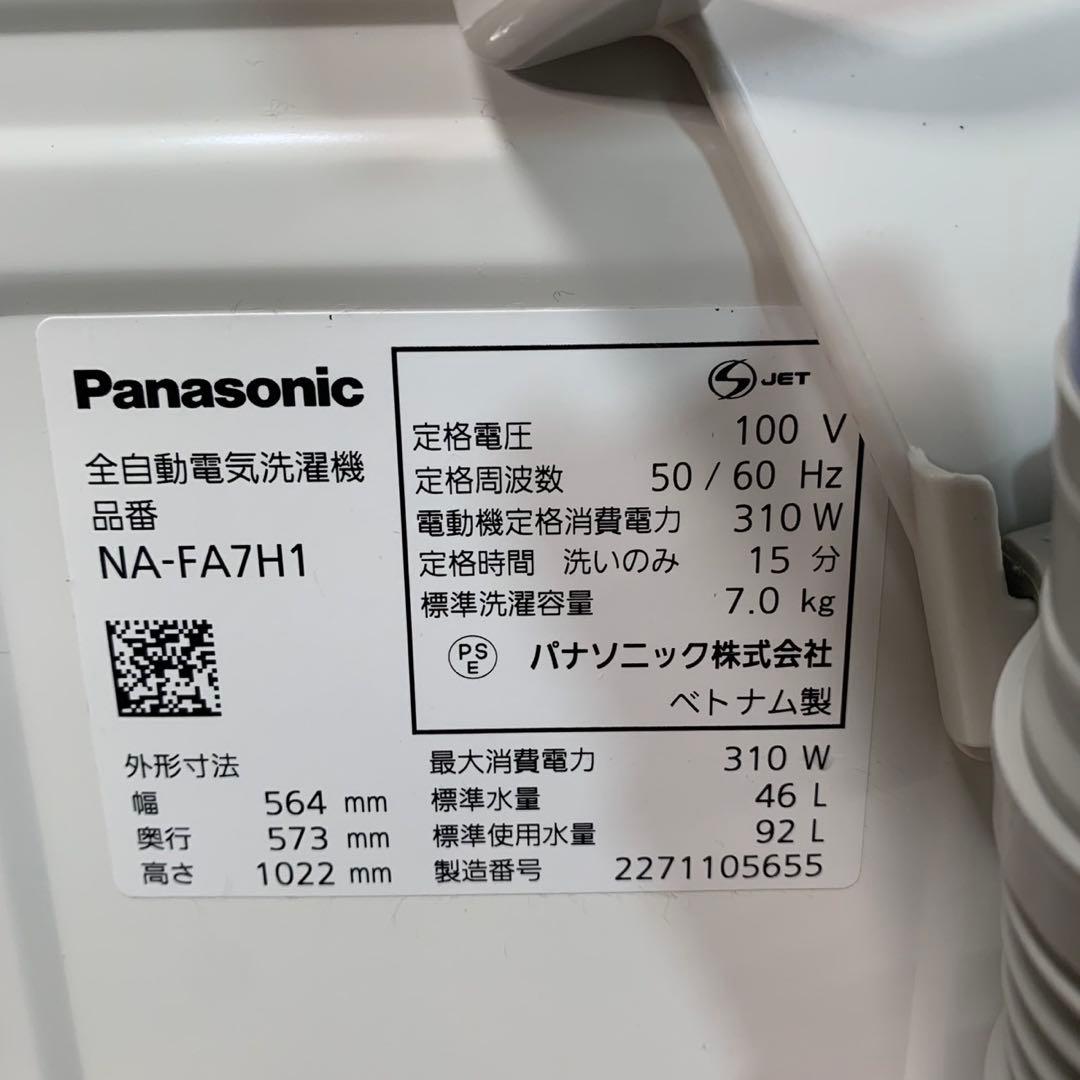 Panasonic
全自動電気洗濯機
品番
NA-FA7H1
JET
定格電圧 100 V
定格周波数 50 / 60 Hz
電動機定格消費電力 310 W
定格時間 洗いのみ 15 分
標準洗濯容量 7.0 kg
PSE パナソニック株式会社
ベトナム製
外形寸法
幅 564 mm
奥行 573 mm
高さ 1022 mm
最大消費電力 310 W
標準水量 46 L
標準使用水量 92 L
製造番号 2271105655